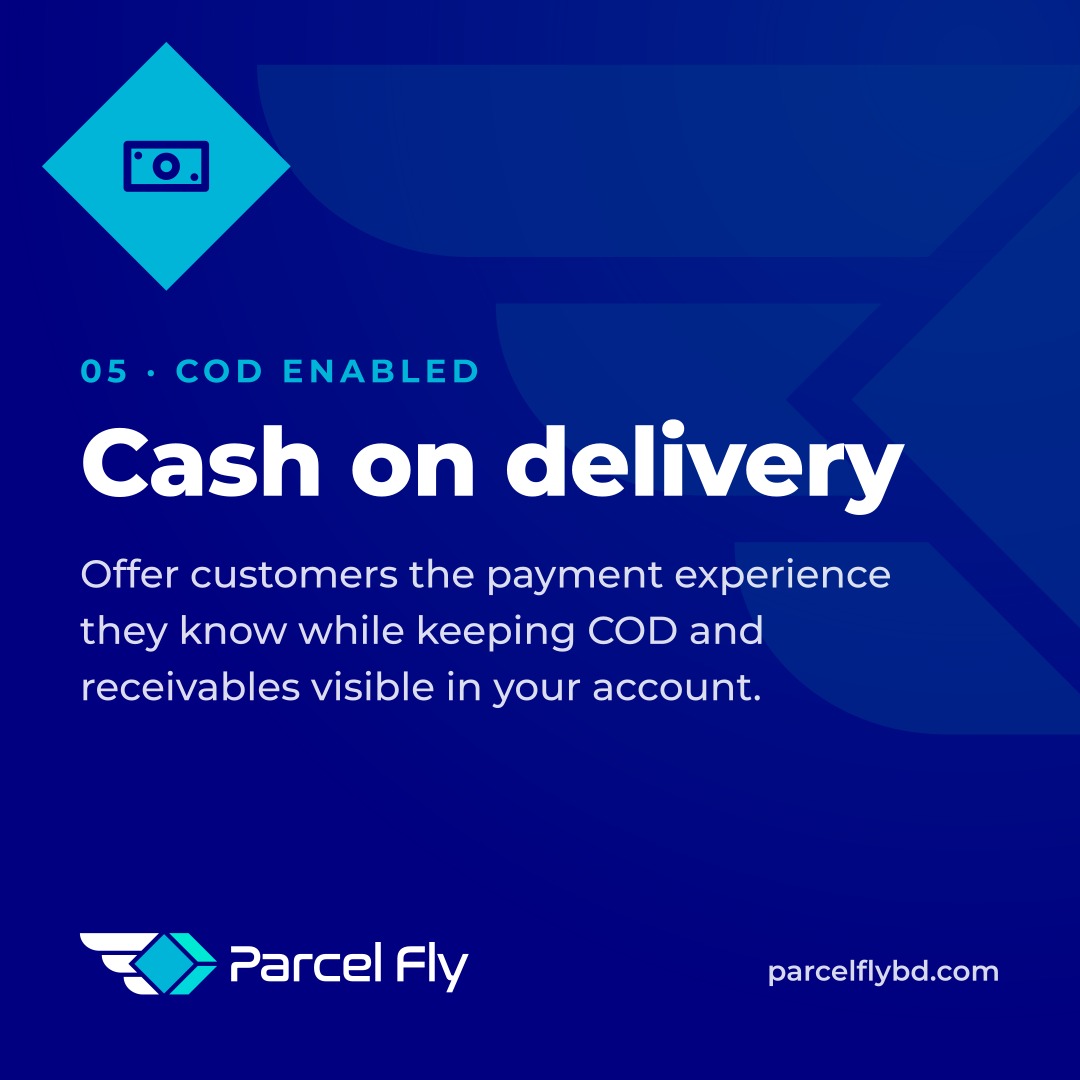 05 · COD ENABLED
Cash on delivery
Offer customers the payment experience
they know while keeping COD and
receivables visible in your account.
Parcel Fly
parcelflybd.com